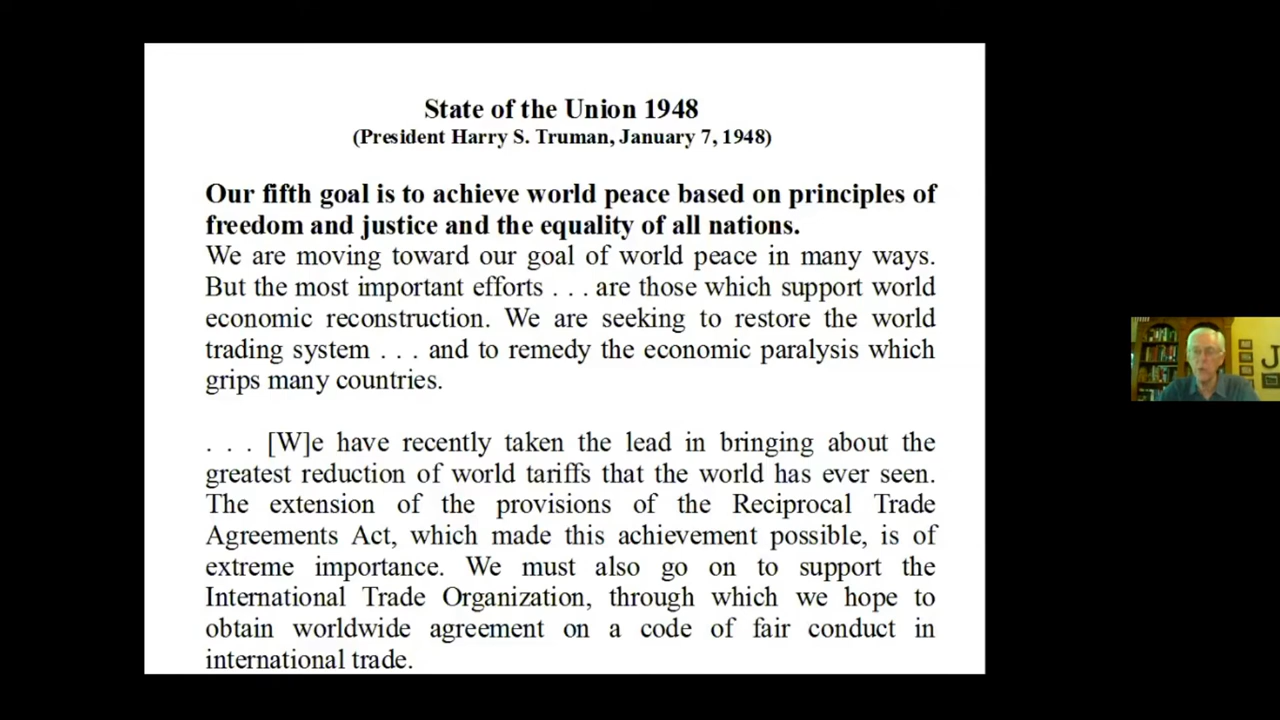 State of the Union 1948
(President Harry S. Truman, January 7, 1948)
Our fifth goal is to achieve world peace based on principles of
freedom and justice and the equality of all nations.
We are moving toward our goal of world peace in many ways.
But the most important efforts . . . are those which support world
economic reconstruction. We are seeking to restore the world
trading system . . . and to remedy the economic paralysis which
grips many countries.
. . . [W]e have recently taken the lead in bringing about the
greatest reduction of world tariffs that the world has ever seen.
The extension of the provisions of the Reciprocal Trade
Agreements Act, which made this achievement possible, is of
extreme importance. We must also go on to support the
International Trade Organization, through which we hope to
obtain worldwide agreement on a code of fair conduct in
international trade.
J